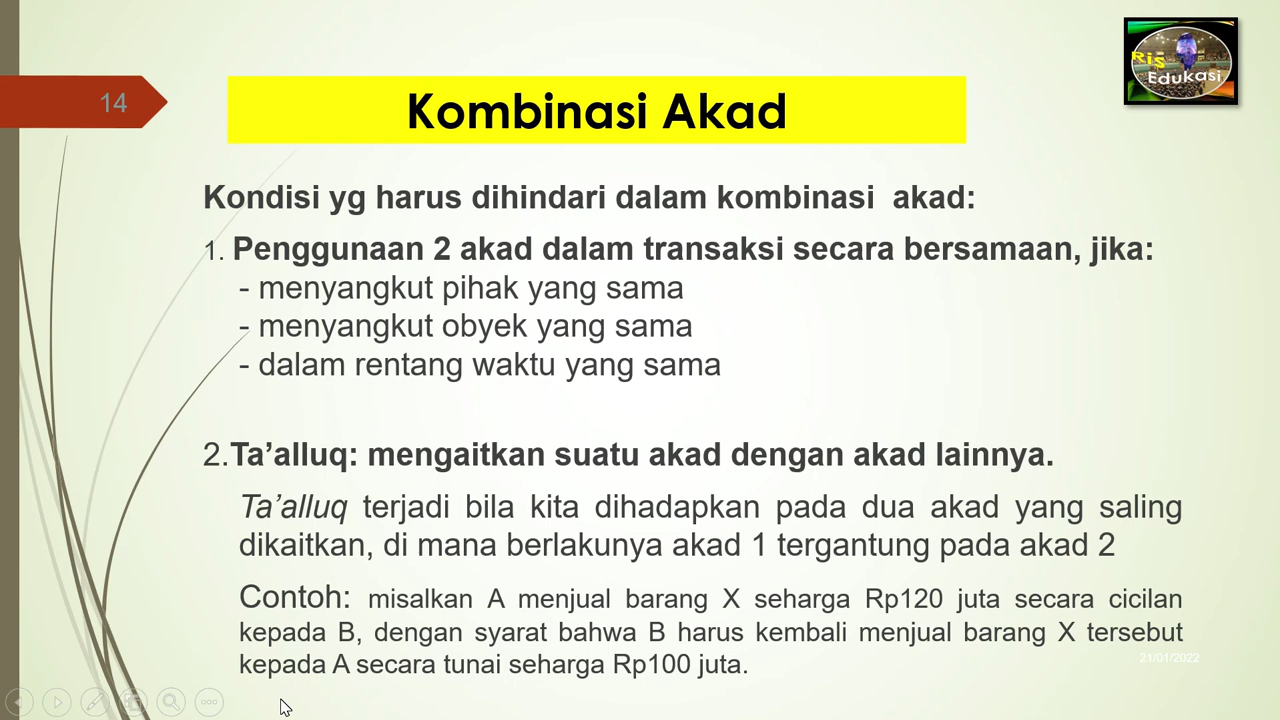 14
Ris
Edukasi
Kombinasi Akad
Kondisi yg harus dihindari dalam kombinasi akad:
1. Penggunaan 2 akad dalam transaksi secara bersamaan, jika:
- menyangkut pihak yang sama
- menyangkut obyek yang sama
- dalam rentang waktu yang sama
2.Ta’alluq: mengaitkan suatu akad dengan akad lainnya.
Ta’alluq terjadi bila kita dihadapkan pada dua akad yang saling
dikaitkan, di mana berlakunya akad 1 tergantung pada akad 2
Contoh: misalkan A menjual barang X seharga Rp120 juta secara cicilan
kepada B, dengan syarat bahwa B harus kembali menjual barang X tersebut
kepada A secara tunai seharga Rp100 juta.
21/01/2022